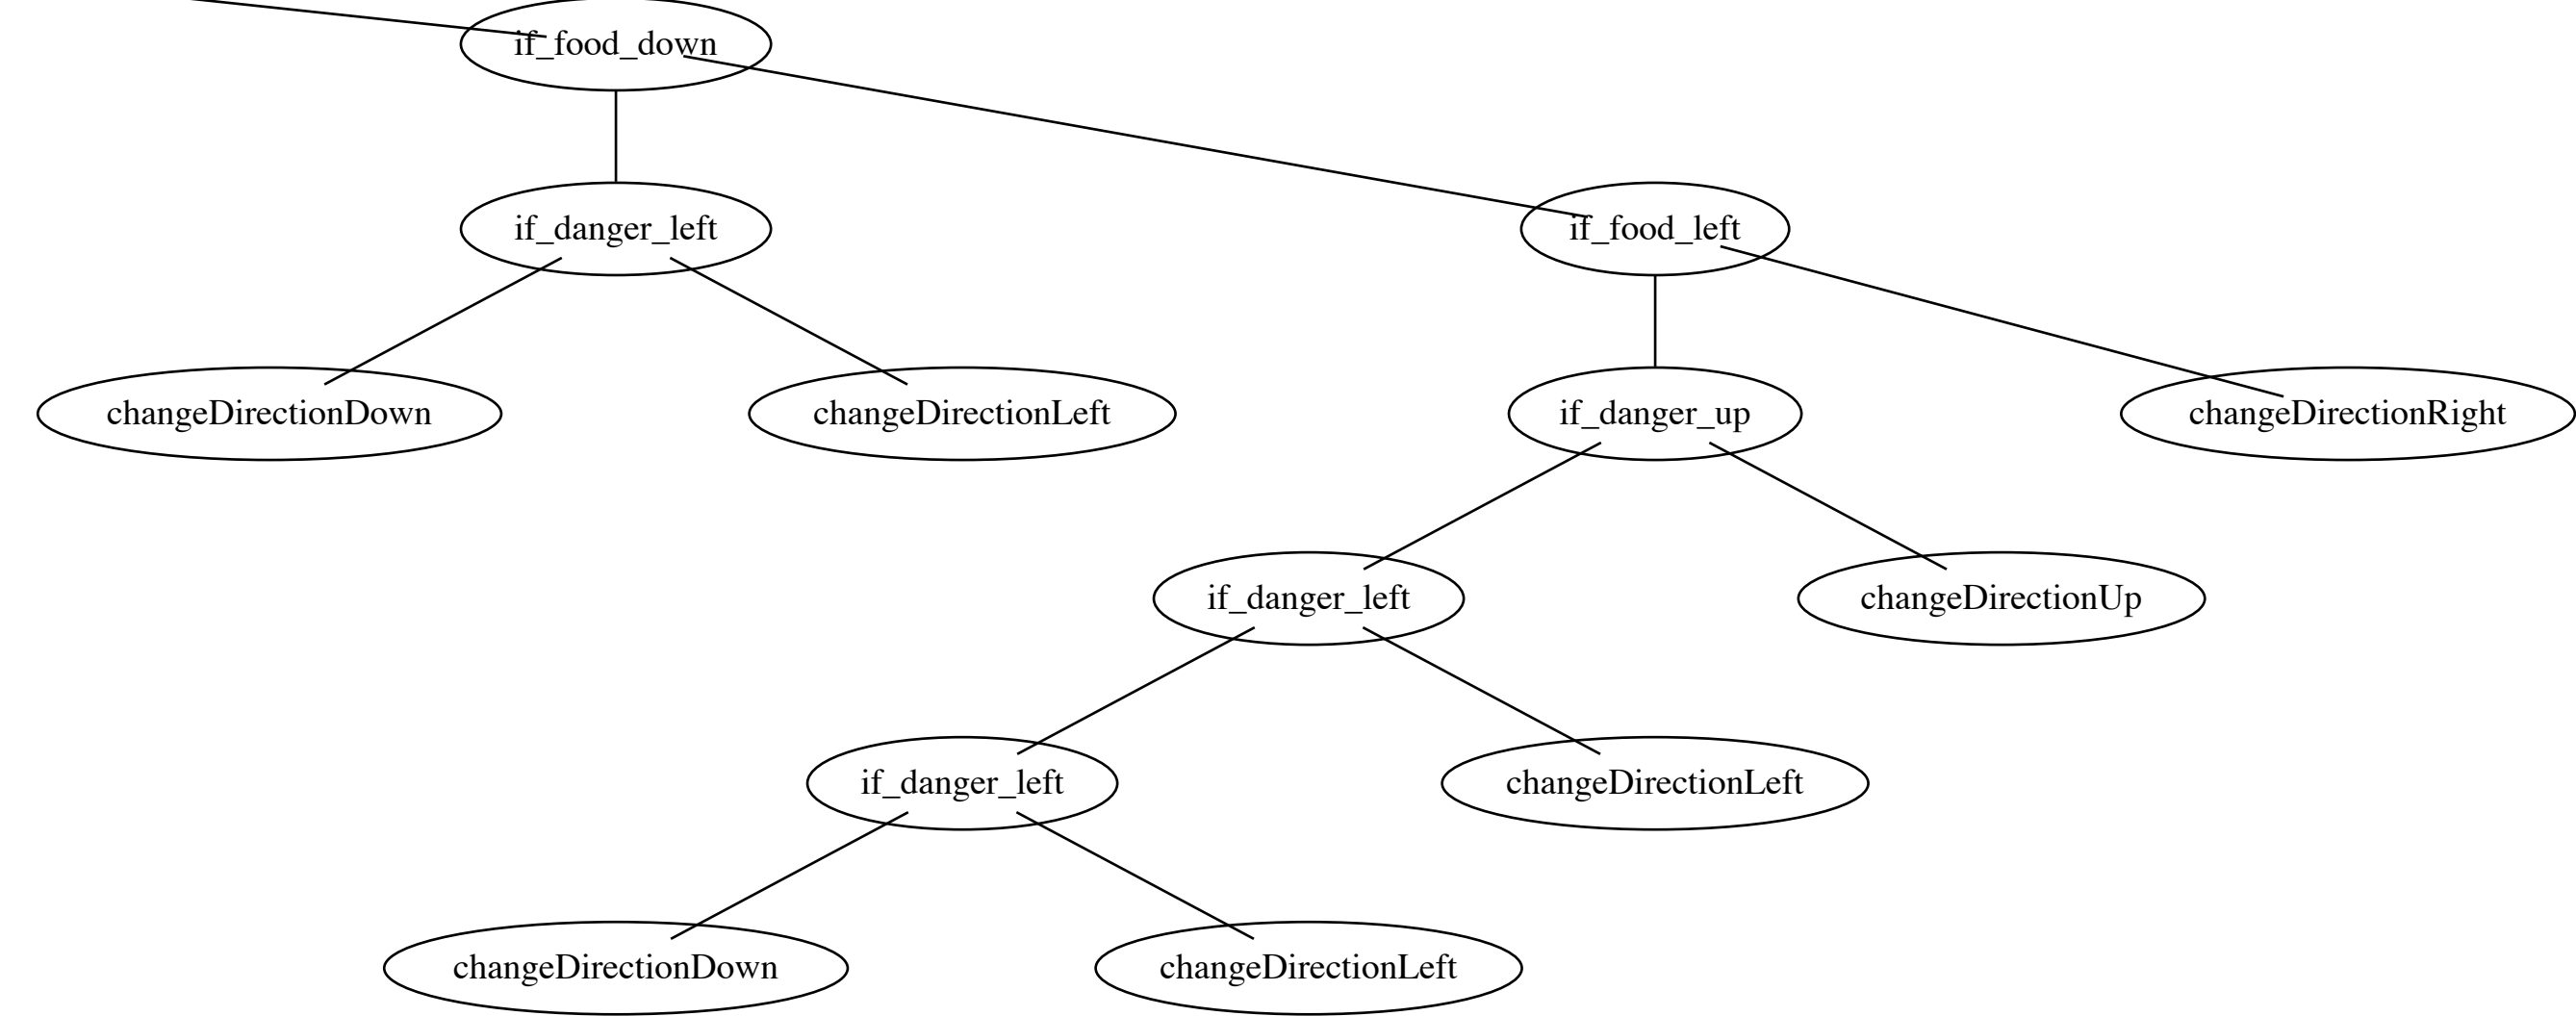 if_food_down
if_danger_left
if_food_left
changeDirectionDown
changeDirectionLeft
if_danger_up
changeDirectionRight
if_danger_left
changeDirectionUp
if_danger_left
changeDirectionLeft
changeDirectionDown
changeDirectionLeft